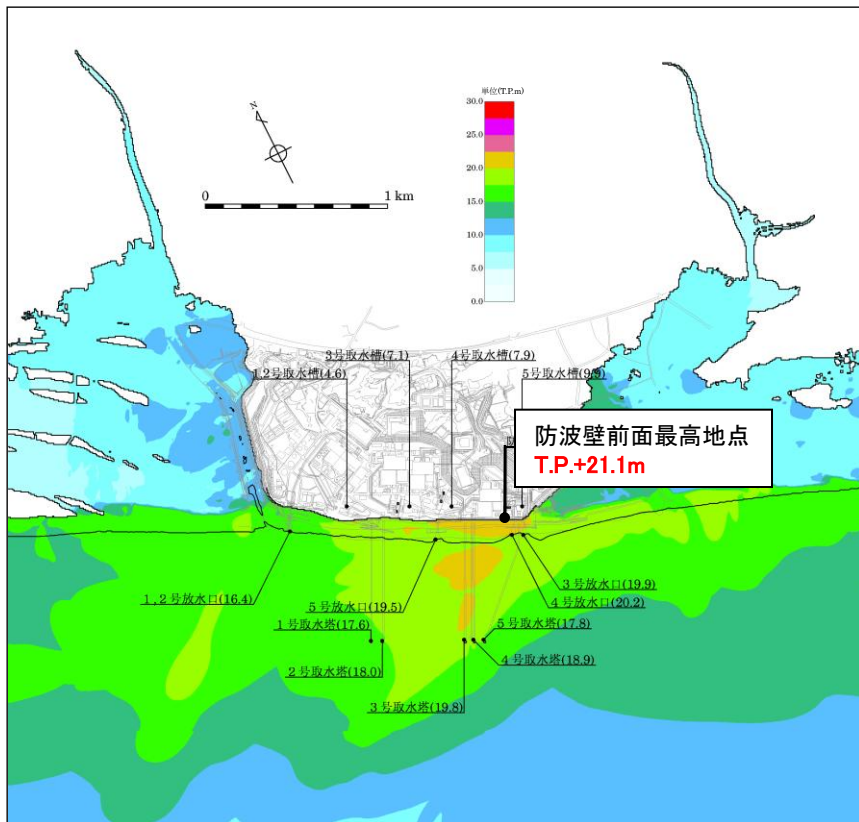 単位(T.P.m)
30.0
25.0
20.0
15.0
10.0
5.0
0.0
N
0 1 km
3号取水槽(7.1)
4号取水槽(7.9)
1,2号取水槽(4.6)
5号取水槽(9.9)
防波壁前面最高地点
T.P.+21.1m
1,2号放水口(16.4)
5号放水口(19.5)
3号放水口(19.9)
4号放水口(20.2)
1号取水塔(17.6)
5号取水塔(17.8)
2号取水塔(18.0)
4号取水塔(18.9)
3号取水塔(19.8)